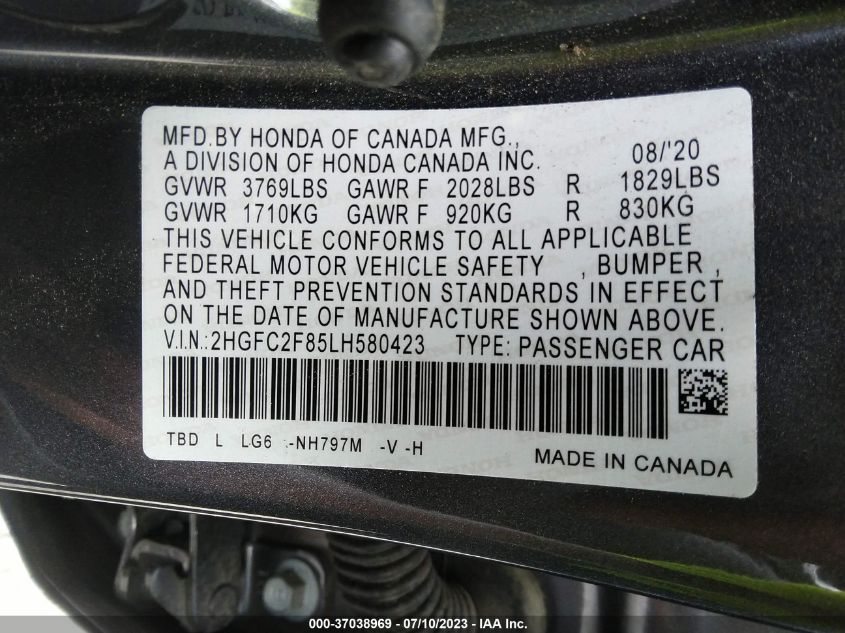 MFD.BY HONDA OF CANADA MFG.,
A DIVISION OF HONDA CANADA INC. 08/'20
GVWR 3769LBS GAWR F 2028LBS R 1829LBS
GVWR 1710KG GAWR F 920KG R 830KG
THIS VEHICLE CONFORMS TO ALL APPLICABLE
FEDERAL MOTOR VEHICLE SAFETY , BUMPER ,
AND THEFT PREVENTION STANDARDS IN EFFECT
ON THE DATE OF MANUFACTURE SHOWN ABOVE.
V.I.N.:2HGFC2F85LH580423 TYPE: PASSENGER CAR
TBD L LG6 -NH797M -V -H
MADE IN CANADA
000-37038969 - 07/10/2023 - IAA Inc.